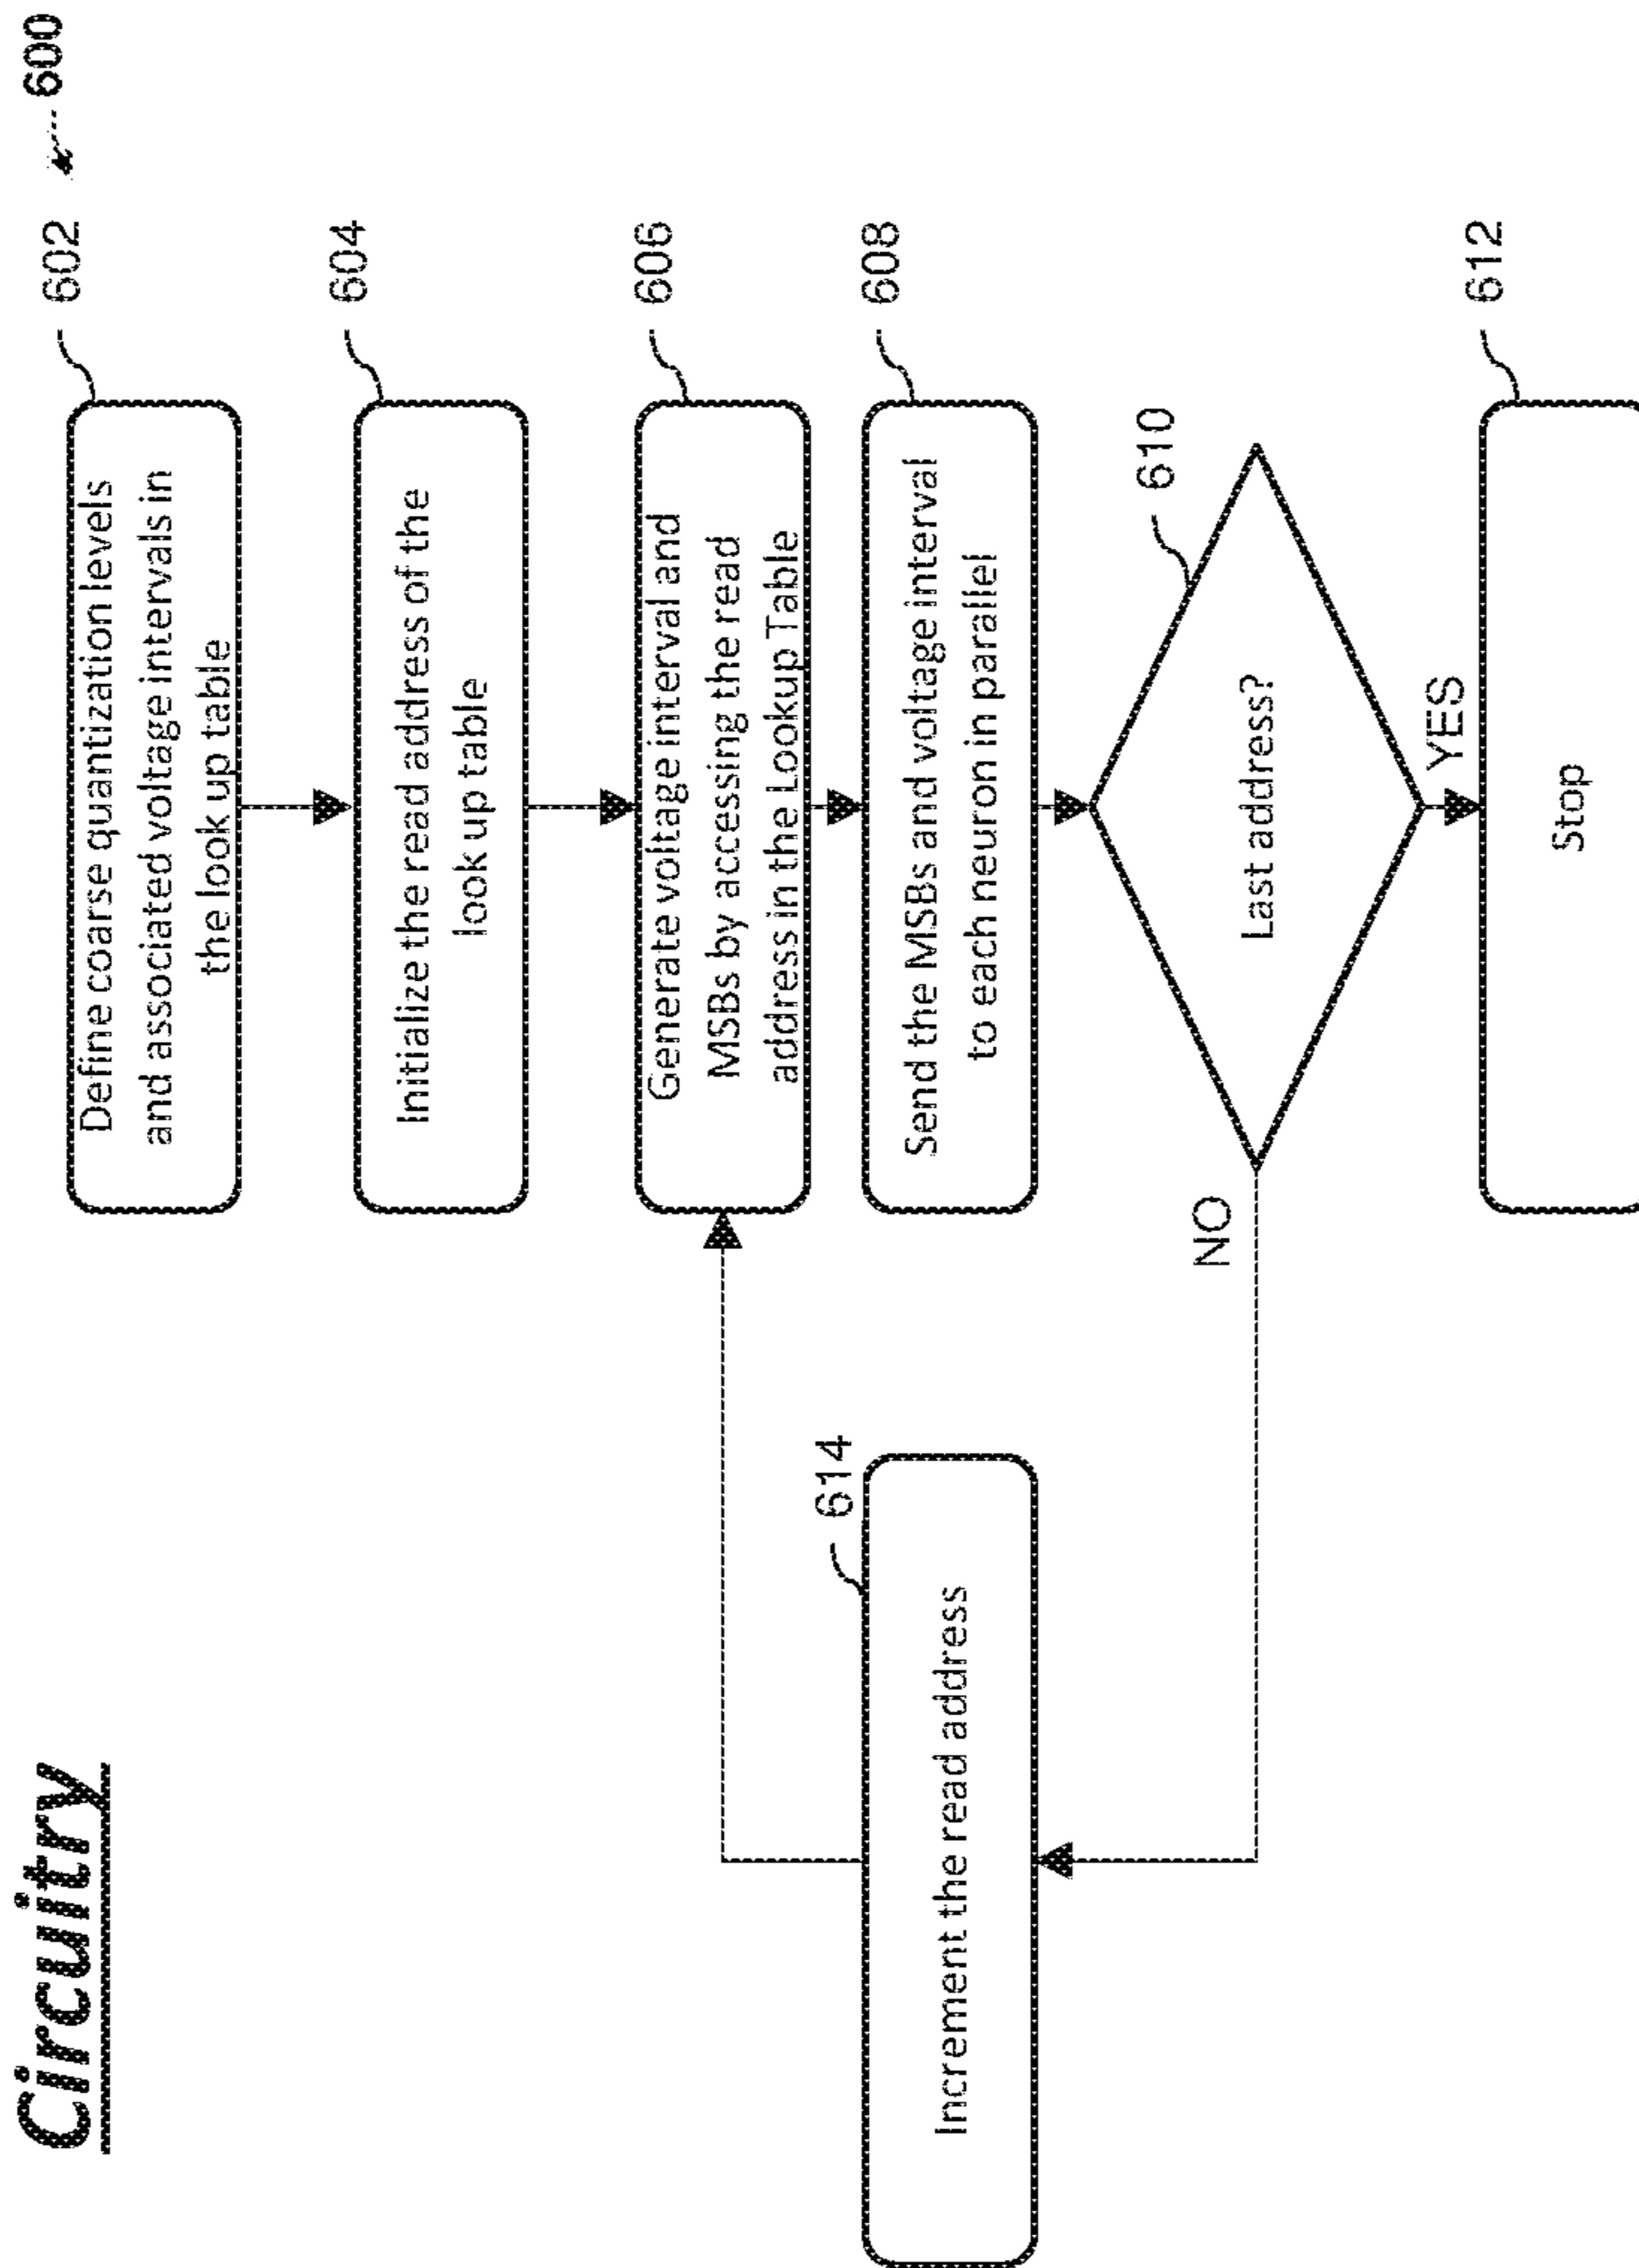 Circuitry
600
602
Define coarse quantization levels
and associated voltage intervals in
the look up table
604
Initialize the read address of the
look up table
606
Generate voltage interval and
MSBs by accessing the read
address in the Lookup Table
608
Send the MSBs and voltage interval
to each neuron in parallel
614
Increment the read address
610
Last address?
NO
YES
612
Stop